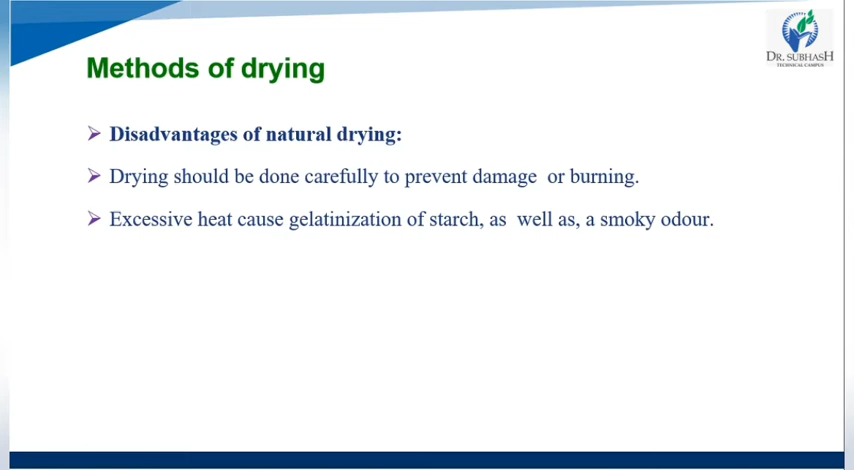 DR. SUBHASH
TECHNICAL CAMPUS
Methods of drying
Disadvantages of natural drying:
Drying should be done carefully to prevent damage or burning.
Excessive heat cause gelatinization of starch, as well as, a smoky odour.